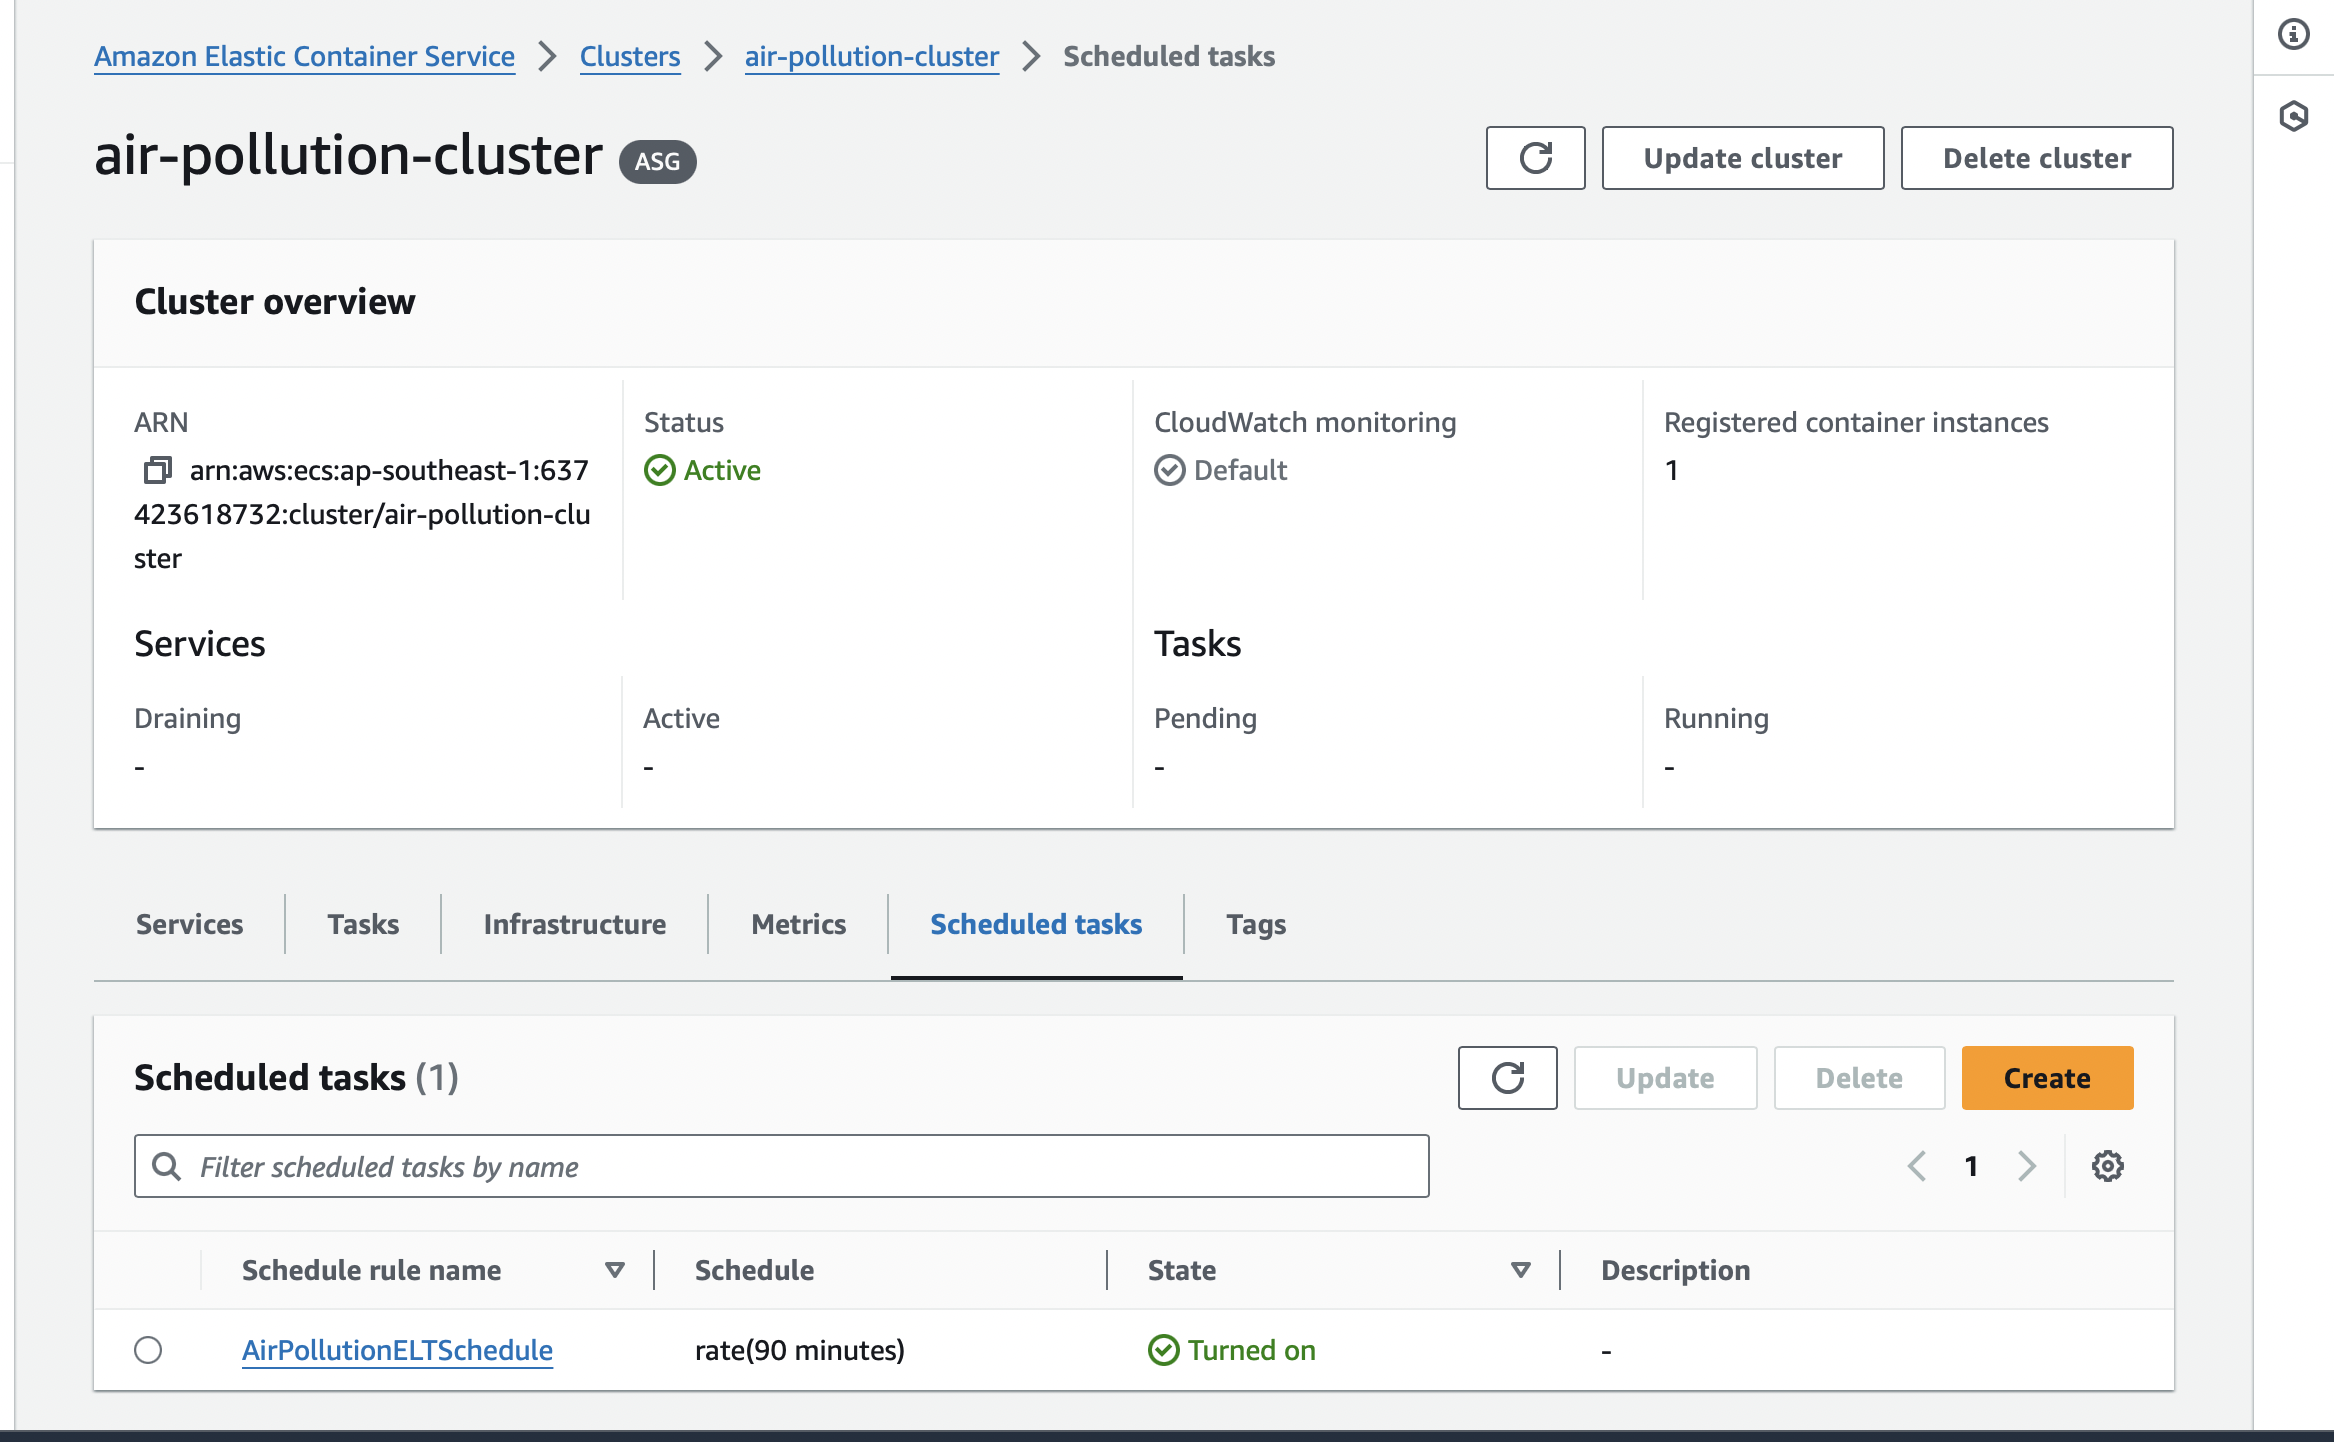 Amazon Elastic Container Service > Clusters > air-pollution-cluster > Scheduled tasks
air-pollution-cluster ASG
Update cluster
Delete cluster
Cluster overview
ARN
arn:aws:ecs:ap-southeast-1:637
423618732:cluster/air-pollution-clu
ster
Status
Active
CloudWatch monitoring
Default
Registered container instances
1
Services
Draining
-
Active
-
Tasks
Pending
-
Running
-
Services Tasks Infrastructure Metrics Scheduled tasks Tags
Scheduled tasks (1)
Update Delete Create
Filter scheduled tasks by name
1
Schedule rule name Schedule State Description
AirPollutionELTSchedule rate(90 minutes) Turned on -